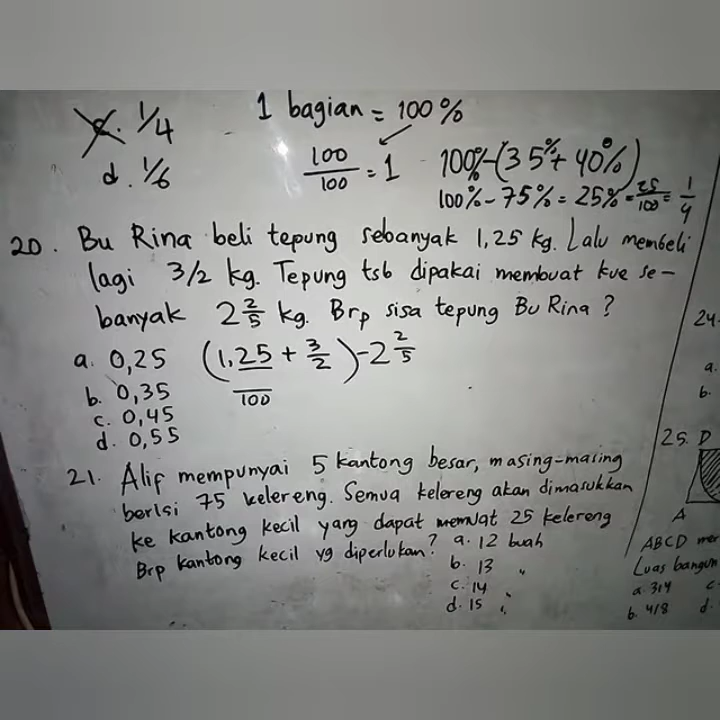 c. 1/4
d. 1/6
1 bagian = 100%
100/100 = 1
100% - (35% + 40%)
100% - 75% = 25% = 25/100 = 1/4
20. Bu Rina beli tepung sebanyak 1,25 kg. Lalu membeli
lagi 3/2 kg. Tepung tsb dipakai membuat kue se-
banyak 2 2/5 kg. Brp sisa tepung Bu Rina?
a. 0,25
b. 0,35
c. 0,45
d. 0,55
(1,25 + 3/2) - 2 2/5
100
21. Alif mempunyai 5 kantong besar, masing-masing
berisi 75 kelereng. Semua kelereng akan dimasukkan
ke kantong kecil yang dapat memuat 25 kelereng
Brp kantong kecil yg diperlukan?
a. 12 buah
b. 13 "
c. 14 "
d. 15 "
24.
a.
b.
25. D
A
ABCD mer
Luas bangun
a. 314
c
b. 418
d.